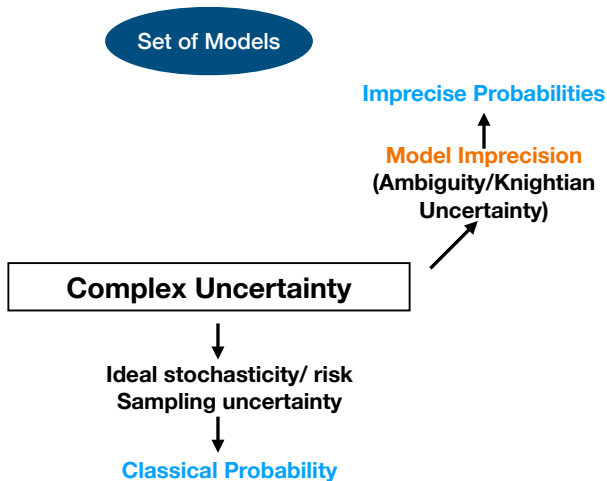 Set of Models
Imprecise Probabilities
Model Imprecision
(Ambiguity/Knightian
Uncertainty)
Complex Uncertainty
Ideal stochasticity/ risk
Sampling uncertainty
Classical Probability